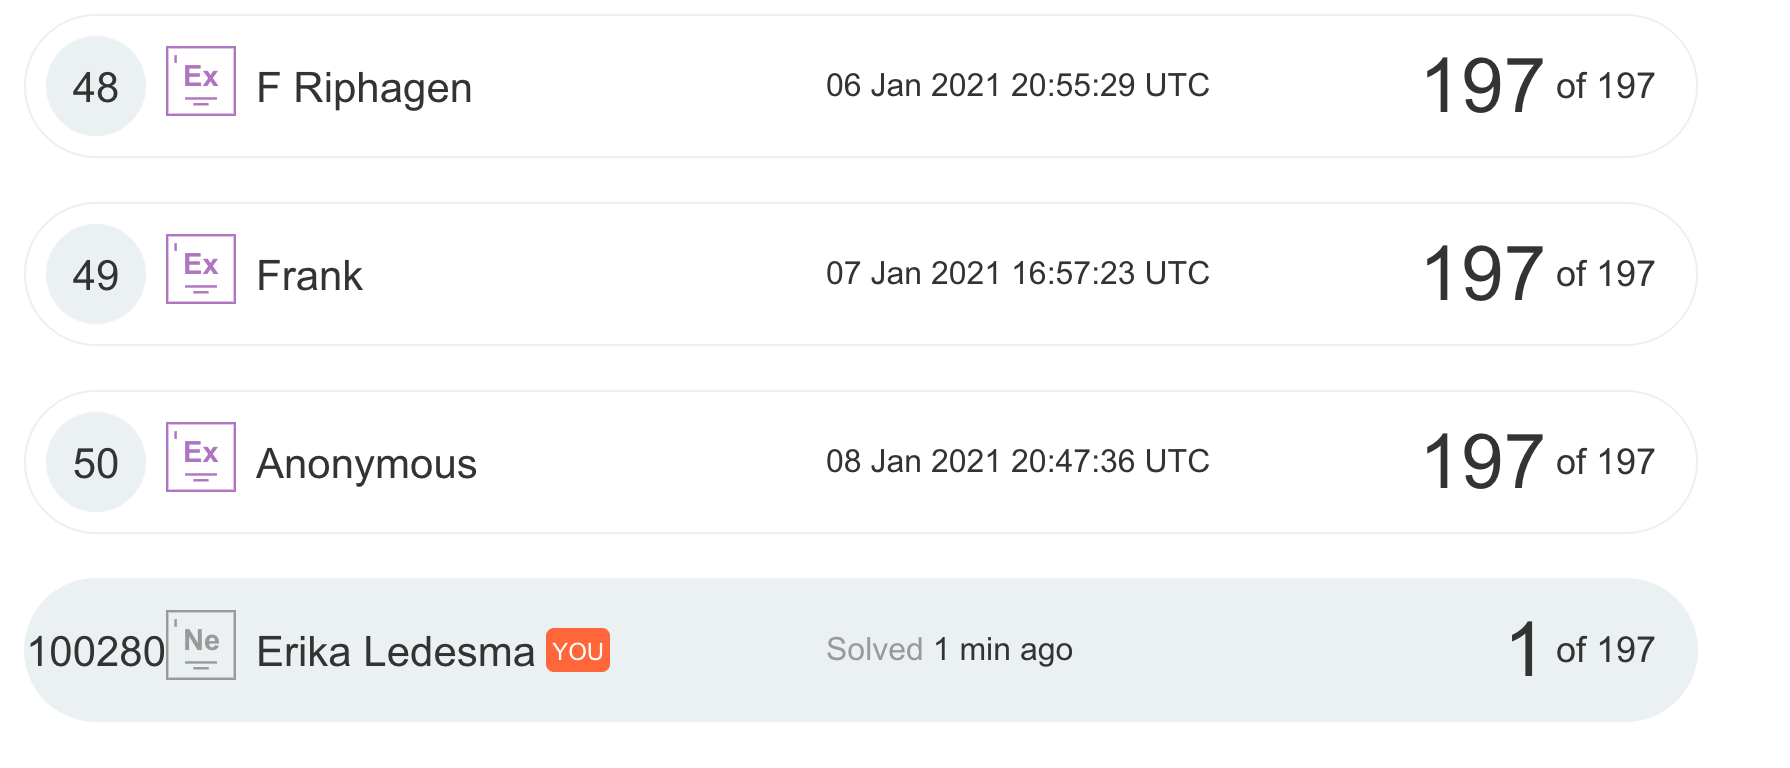 48 Ex F Riphagen 06 Jan 2021 20:55:29 UTC 197 of 197
49 Ex Frank 07 Jan 2021 16:57:23 UTC 197 of 197
50 Ex Anonymous 08 Jan 2021 20:47:36 UTC 197 of 197
100280 Ne Erika Ledesma YOU Solved 1 min ago 1 of 197